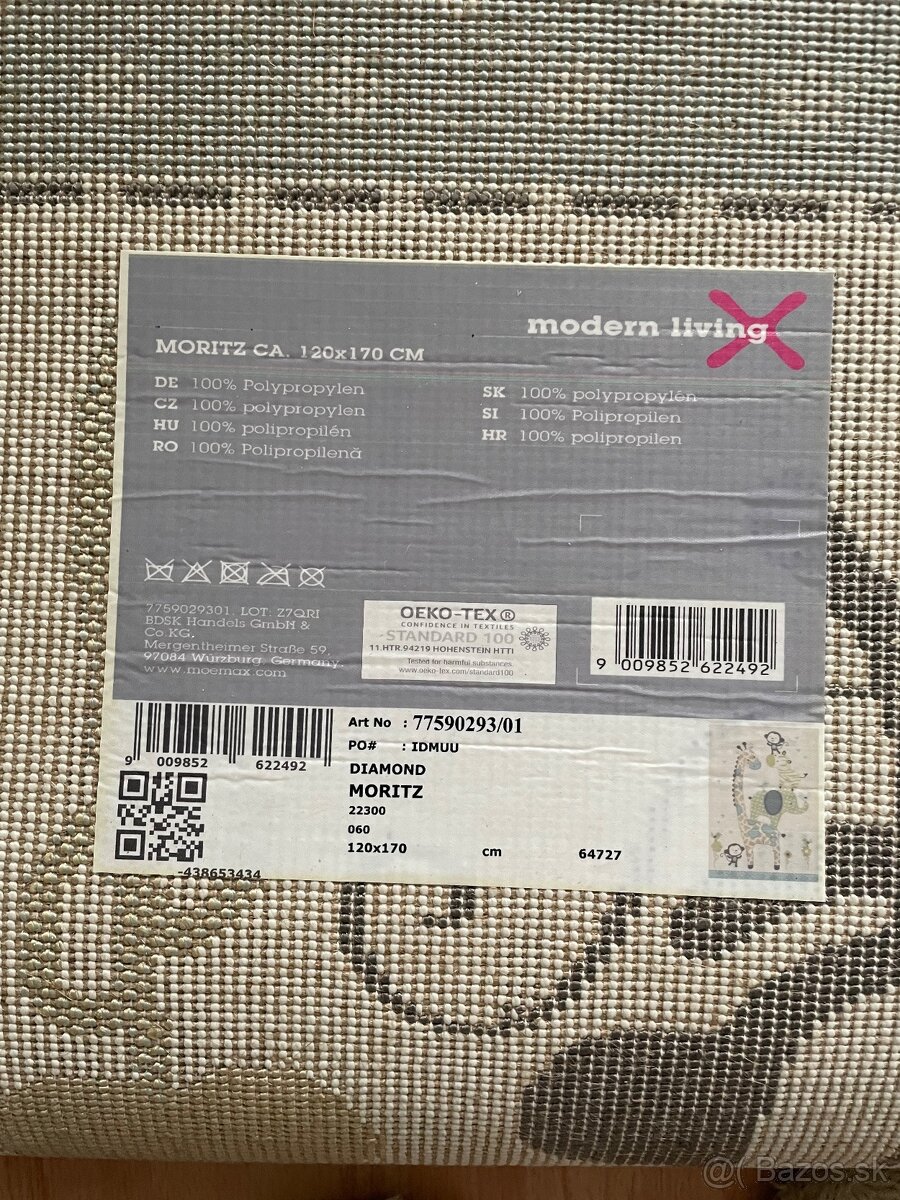 modern living
MORITZ CA. 120x170 CM
DE 100% Polypropylen
CZ 100% polypropylen
HU 100% polipropilén
RO 100% Polipropilenă
SK 100% polypropylén
SI 100% Polipropilen
HR 100% polipropilen
7759029301, LOT: Z7QRI
BDSK Handels GmbH &
Co.KG.
Mergentheimer Straße 59,
97084 Würzburg, Germany.
www.moemax.com
OEKO-TEX®
CONFIDENCE IN TEXTILES
STANDARD 100
11.HTR.94219 HOHENSTEIN HTTI
Tested for harmful substances.
www.oeko-tex.com/standard100
9 009852 622492
9 009852 622492
-438653434
Art No : 77590293/01
PO# : IDMUU
DIAMOND
MORITZ
22300
060
120x170 cm 64727
@( Bazos.sk